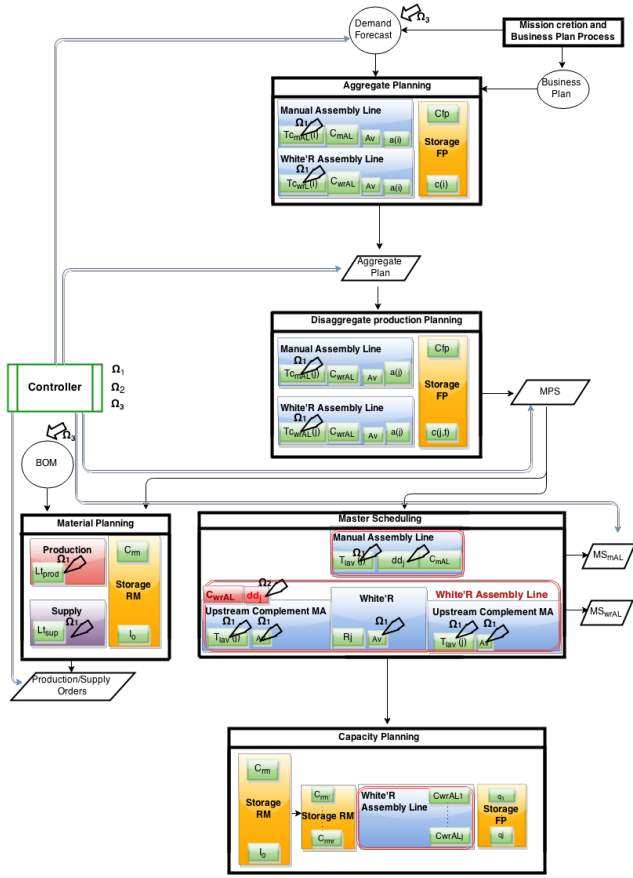 Demand
Forecast
Ω3
Mission cretion and
Business Plan Process
Business
Plan
Aggregate Planning
Manual Assembly Line
Ω1
TcmAL(i)
CmAL
Av
a(i)
White'R Assembly Line
Ω1
TcwrL(i)
CwrAL
Av
a(i)
Cfp
Storage
FP
c(i)
Aggregate
Plan
Disaggregate production Planning
Manual Assembly Line
Ω1
TcmAL(j)
CwrAL
Av
a(j)
White'R Assembly Line
Ω1
TcwrAL(j)
CwrAL
Av
a(j)
Cfp
Storage
FP
c(j,t)
MPS
Controller
Ω1
Ω2
Ω3
Ω3
BOM
Material Planning
Production
Ω1
Ltprod
Supply
Ω1
Ltsup
Crm
Storage
RM
I0
Production/Supply
Orders
Master Scheduling
Manual Assembly Line
Ω1
Tlav (j)
ddj
CmAL
White'R Assembly Line
CwrAL
ddj
Ω2
Upstream Complement MA
Ω1
Ω1
Tlav (j)
White'R
Ω1
Rj
Av
Upstream Complement MA
Ω1
Ω1
Tlav (j)
Av
MSmAL
MSwrAL
Capacity Planning
Crm
Storage
RM
I0
Crm
Storage RM
Crmr
White'R
Assembly Line
CwrAL1
CwrALj
q1
Storage
FP
qj